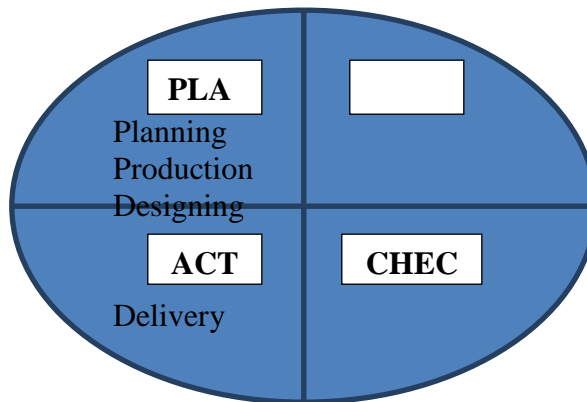 PLA
Planning
Production
Designing
ACT
CHEC
Delivery